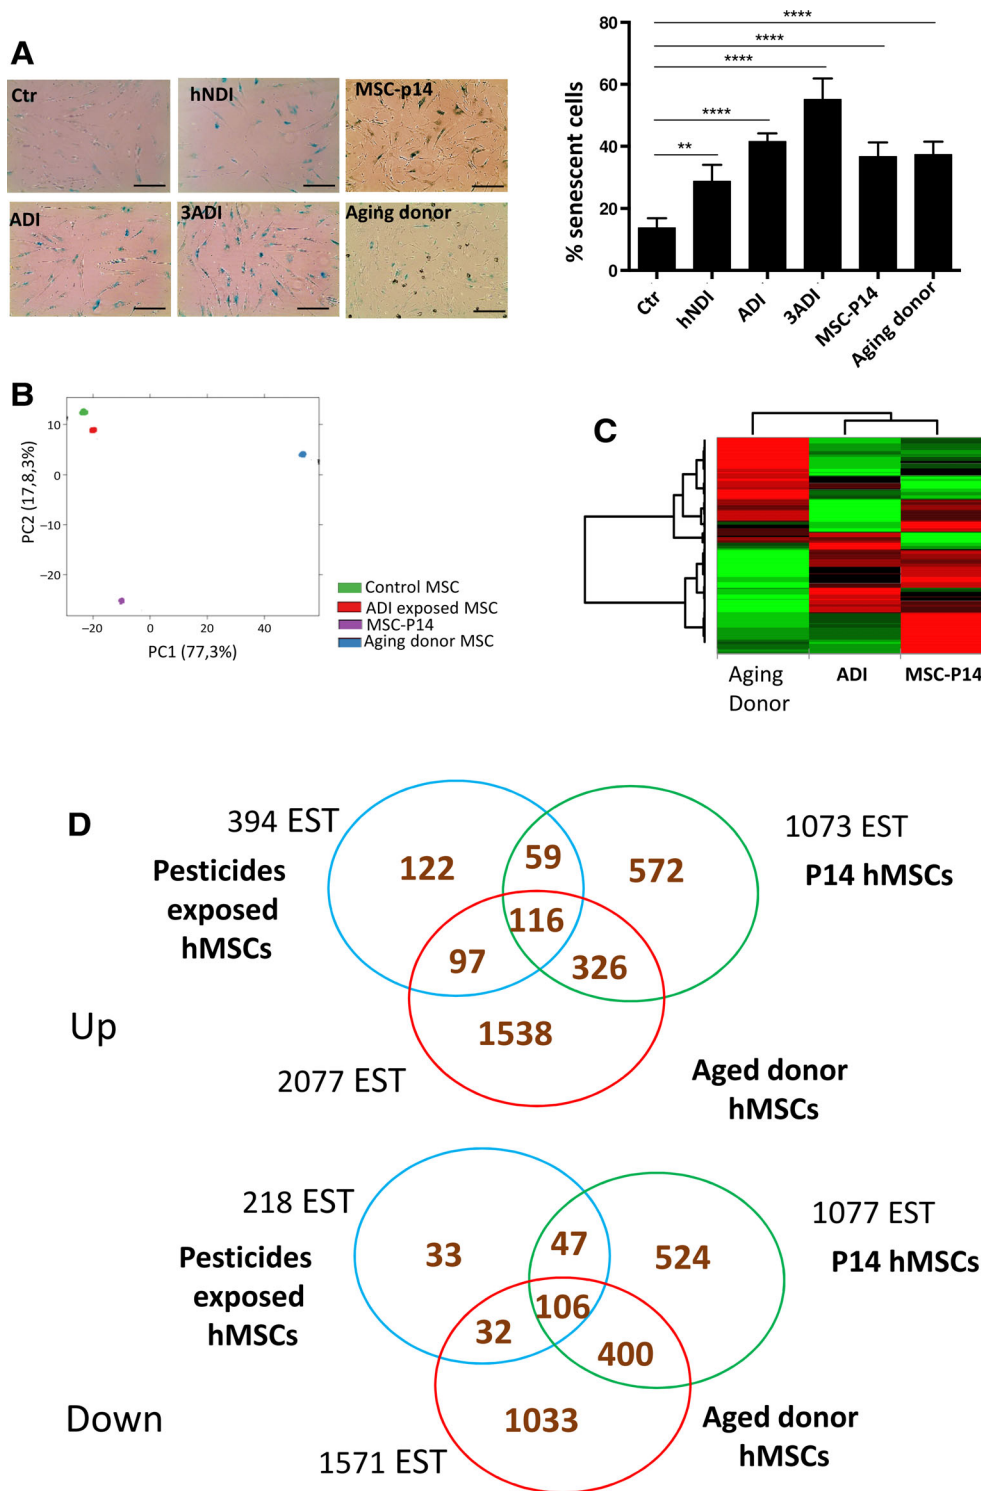 A
Ctr
hNDI
MSC-p14
ADI
3ADI
Aging donor
% senescent cells
80
60
40
20
0
****
****
****
****
**
Ctr
hNDI
ADI
3ADI
MSC-P14
Aging donor
B
PC2 (17,8,3%)
10
0
−10
−20
−20
0
20
40
PC1 (77,3%)
Control MSC
ADI exposed MSC
MSC-P14
Aging donor MSC
C
Aging
Donor
ADI
MSC-P14
D
394 EST
Pesticides
exposed
hMSCs
122
59
572
1073 EST
P14 hMSCs
116
97
326
1538
Up
2077 EST
Aged donor
hMSCs
218 EST
Pesticides
exposed
hMSCs
33
47
524
1077 EST
P14 hMSCs
106
32
400
1033
Down
1571 EST
Aged donor
hMSCs